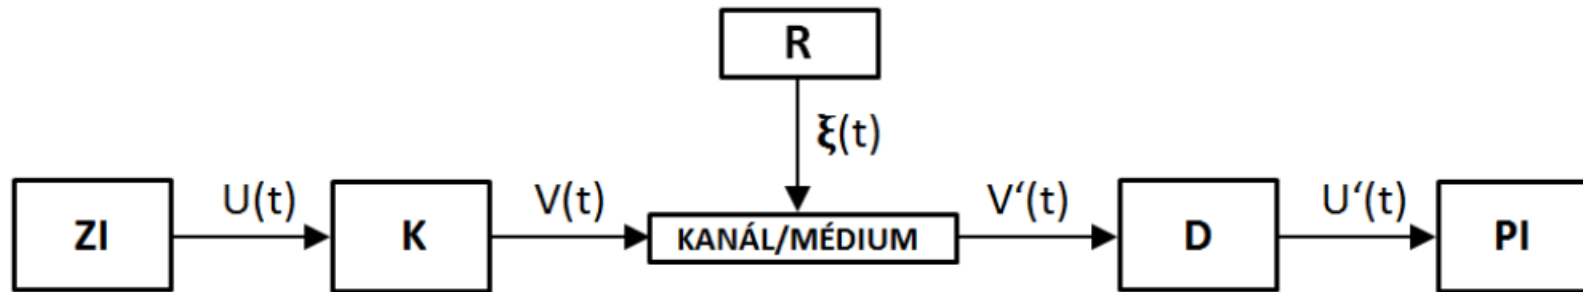 R
ξ(t)
ZI
U(t)
K
V(t)
KANÁL/MÉDIUM
V‘(t)
D
U‘(t)
PI